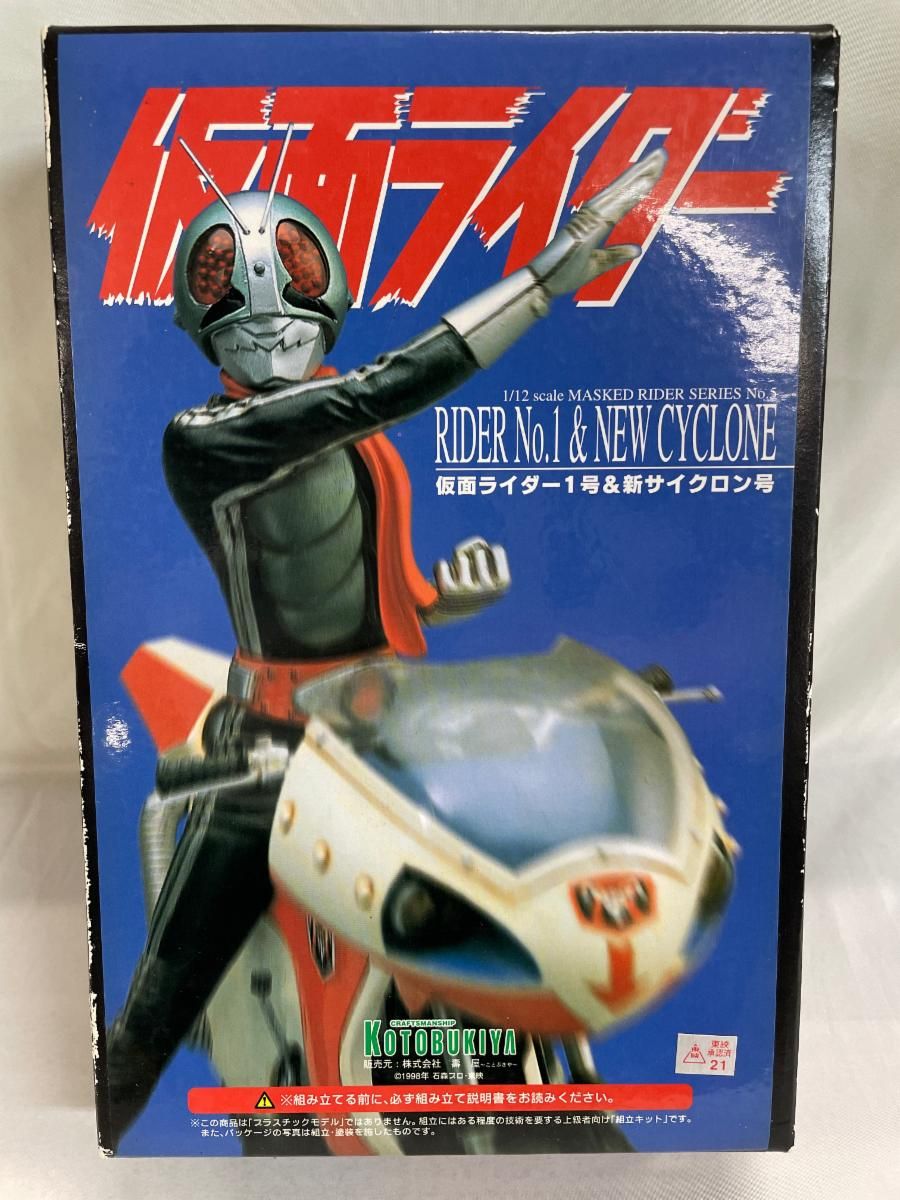 仮面ライダー
1/12 scale MASKED RIDER SERIES No.5
RIDER No.1 & NEW CYCLONE
仮面ライダー1号&新サイクロン号
CRAFTSMANSHIP
KOTOBUKIYA
販売元:株式会社 壽 屋 ~ことぶきや~
©1998年 石森プロ・東映
東映
東映
承認済
21
※組み立てる前に、必ず組み立て説明書をお読みください。
※この商品は「プラスチックモデル」ではありません。組立にはある程度の技術を要する上級者向け「組立キット」です。
また、パッケージの写真は組立・塗装を施したものです。